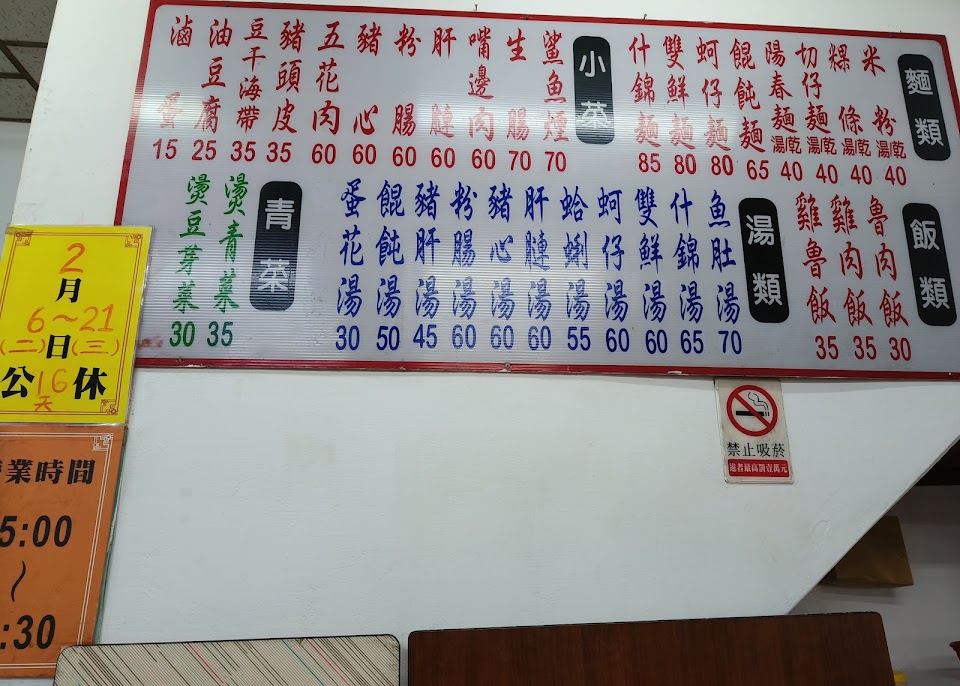 麵類
米粉湯/乾 40
粿條湯/乾 40
切仔麵湯/乾 40
陽春麵湯/乾 40
餛飩麵 65
蚵仔麵 80
雙鮮麵 80
什錦麵 85
小菜
鯊魚煙 70
生腸 70
嘴邊肉 60
肝腱 60
粉腸 60
豬心 60
五花肉 60
豬頭皮 35
豆干海帶 35
油豆腐 25
滷蛋 15
飯類
魯肉飯 30
雞肉飯 35
雞魯飯 35
湯類
魚肚湯 70
什錦湯 65
雙鮮湯 60
蚵仔湯 60
蛤蜊湯 55
肝腱湯 60
豬心湯 60
粉腸湯 60
豬肝湯 45
餛飩湯 50
蛋花湯 30
青菜
燙青菜 35
燙豆芽菜 30
2
月
6～21
(二)日(三)
公16休
天
業時間
5:00
～
:30
禁止吸菸
違者最高罰壹萬元